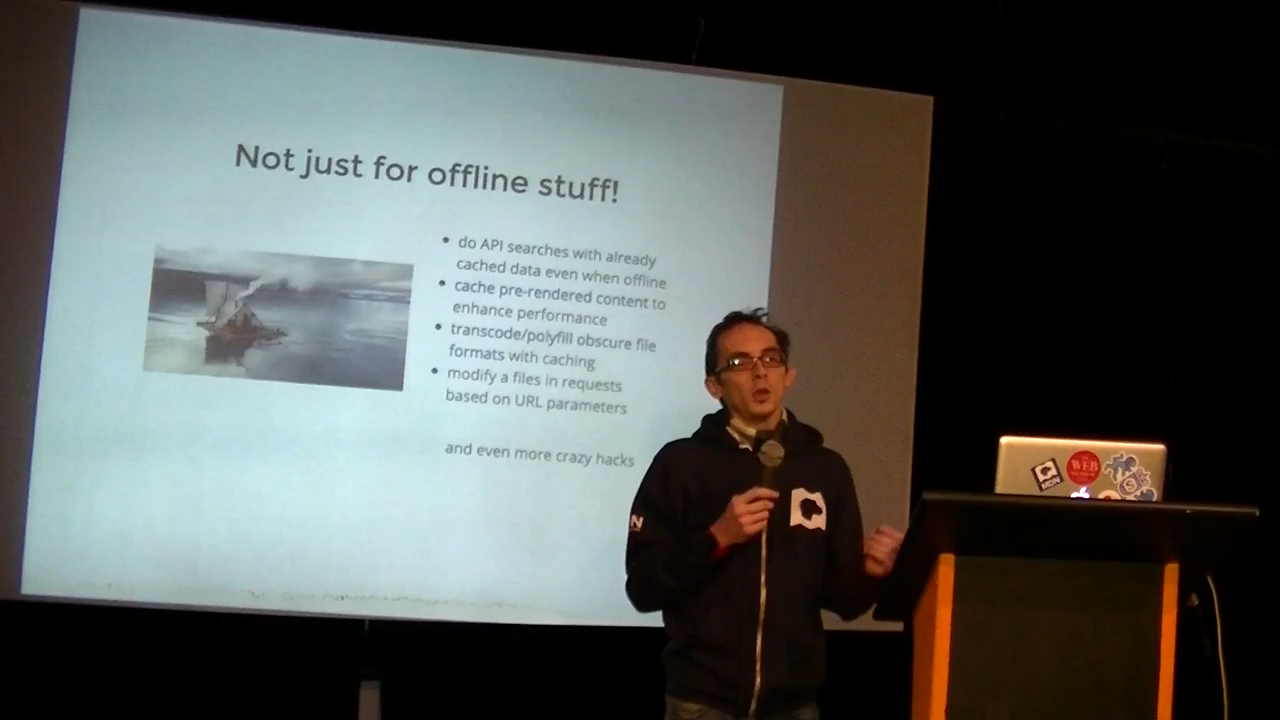 Not just for offline stuff!
do API searches with already
cached data even when offline
cache pre-rendered content to
enhance performance
transcode/polyfill obscure file
formats with caching
modify a files in requests
based on URL parameters
and even more crazy hacks
N
MDN
WEB